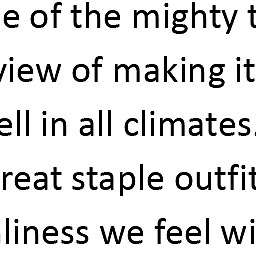 e of the mighty t
view of making it
ell in all climates.
reat staple outfit
liness we feel wi